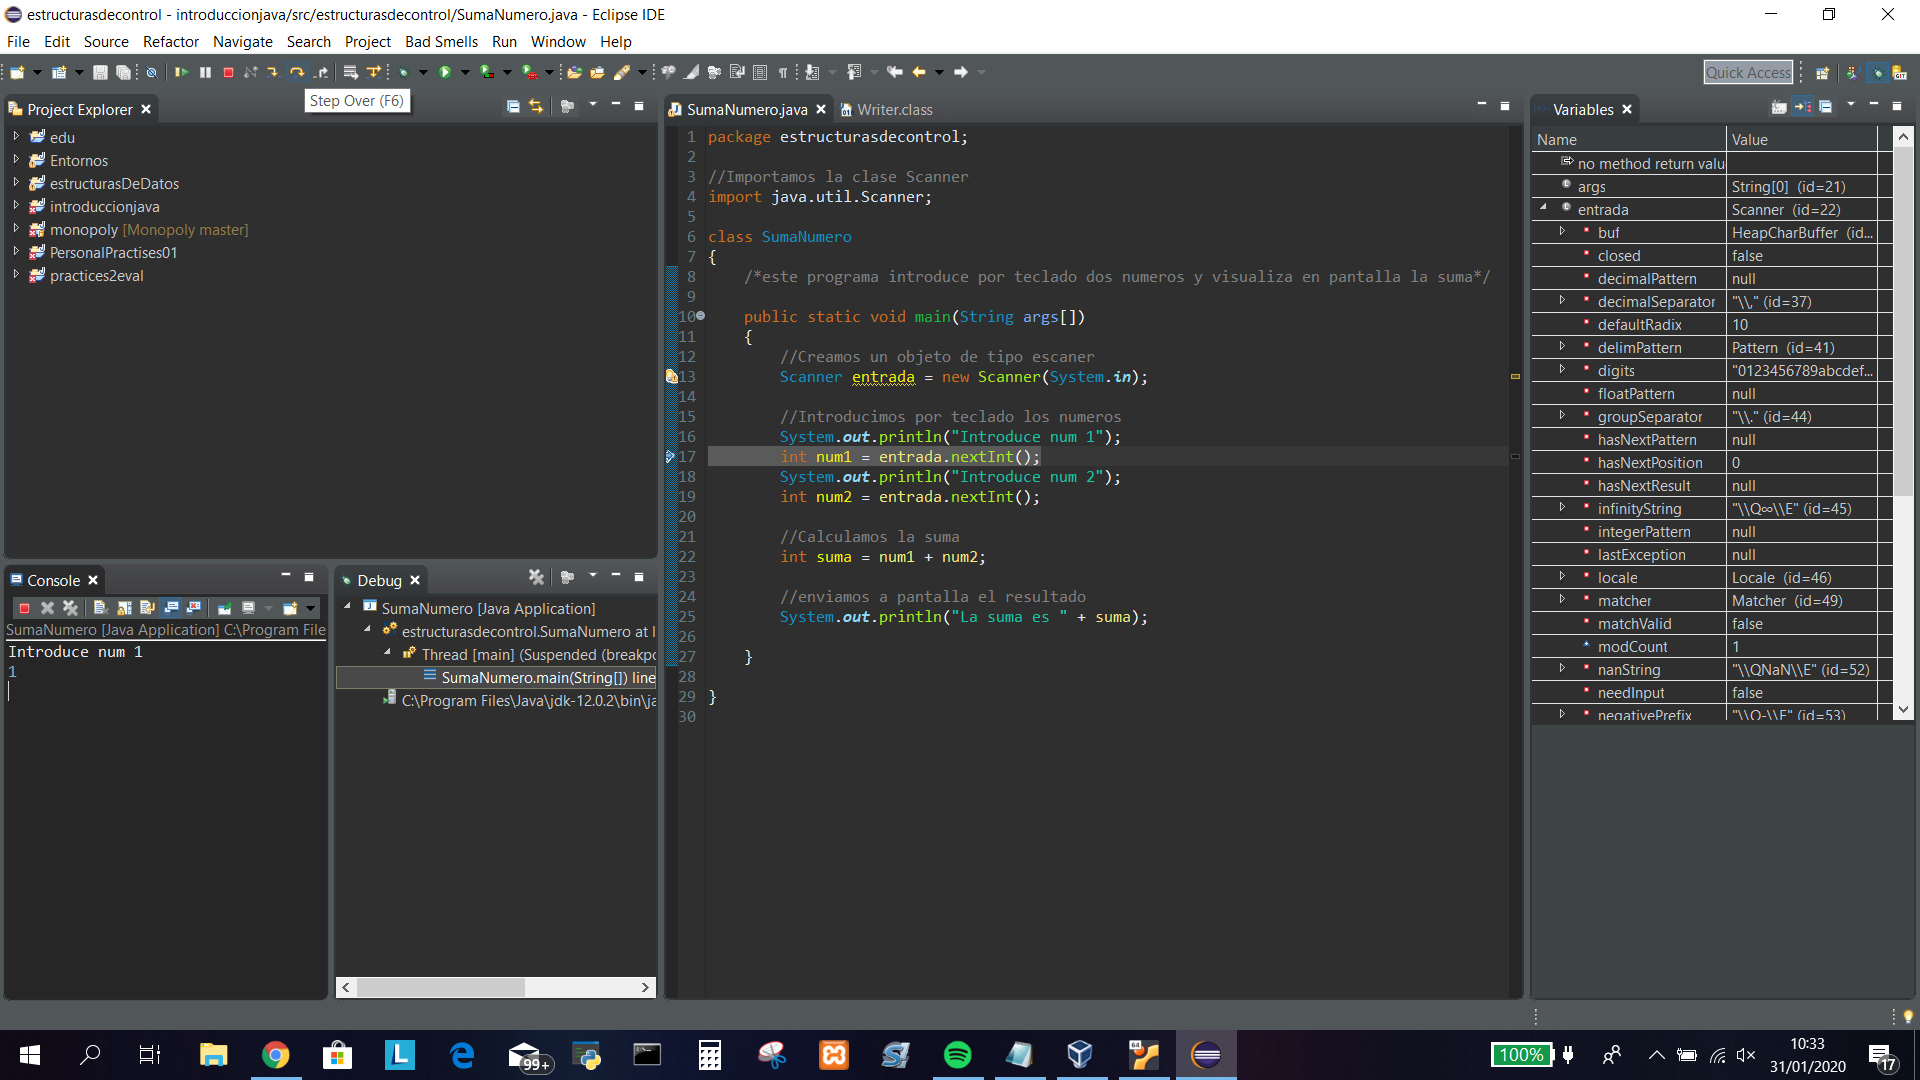 estructurasdecontrol - introduccionjava/src/estructurasdecontrol/SumaNumero.java - Eclipse IDE
File Edit Source Refactor Navigate Search Project Bad Smells Run Window Help
Quick Access
Step Over (F6)
Project Explorer
edu
Entornos
estructurasDeDatos
introduccionjava
monopoly [Monopoly master]
PersonalPractises01
practices2eval
Console
SumaNumero [Java Application] C:\Program File
Introduce num 1
1
Debug
SumaNumero [Java Application]
estructurasdecontrol.SumaNumero at l
Thread [main] (Suspended (breakpo
SumaNumero.main(String[]) line
C:\Program Files\Java\jdk-12.0.2\bin\ja
SumaNumero.java Writer.class
1 package estructurasdecontrol;
2
3 //Importamos la clase Scanner
4 import java.util.Scanner;
5
6 class SumaNumero
7 {
8 /*este programa introduce por teclado dos numeros y visualiza en pantalla la suma*/
9
10 public static void main(String args[])
11 {
12 //Creamos un objeto de tipo escaner
13 Scanner entrada = new Scanner(System.in);
14
15 //Introducimos por teclado los numeros
16 System.out.println("Introduce num 1");
17 int num1 = entrada.nextInt();
18 System.out.println("Introduce num 2");
19 int num2 = entrada.nextInt();
20
21 //Calculamos la suma
22 int suma = num1 + num2;
23
24 //enviamos a pantalla el resultado
25 System.out.println("La suma es " + suma);
26
27 }
28
29 }
30
Variables
Name Value
no method return valu
args String[0] (id=21)
entrada Scanner (id=22)
buf HeapCharBuffer (id...
closed false
decimalPattern null
decimalSeparator "\\," (id=37)
defaultRadix 10
delimPattern Pattern (id=41)
digits "0123456789abcdef...
floatPattern null
groupSeparator "\\." (id=44)
hasNextPattern null
hasNextPosition 0
hasNextResult null
infinityString "\\Q∞\\E" (id=45)
integerPattern null
lastException null
locale Locale (id=46)
matcher Matcher (id=49)
matchValid false
modCount 1
nanString "\\QNaN\\E" (id=52)
needInput false
negativePrefix "\\Q-\\E" (id=53)
99+
64
100%
10:33
31/01/2020
17